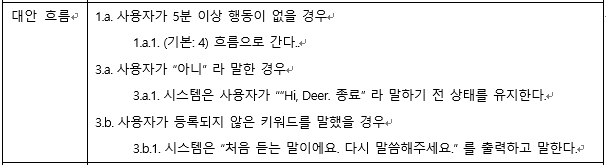 대안 흐름
1.a. 사용자가 5분 이상 행동이 없을 경우
1.a1. (기본: 4) 흐름으로 간다..
3.a. 사용자가 “아니” 라 말한 경우
3.a1. 시스템은 사용자가 ““Hi, Deer. 종료” 라 말하기 전 상태를 유지한다.
3.b. 사용자가 등록되지 않은 키워드를 말했을 경우
3.b1. 시스템은 “처음 듣는 말이에요. 다시 말씀해주세요.” 를 출력하고 말한다.